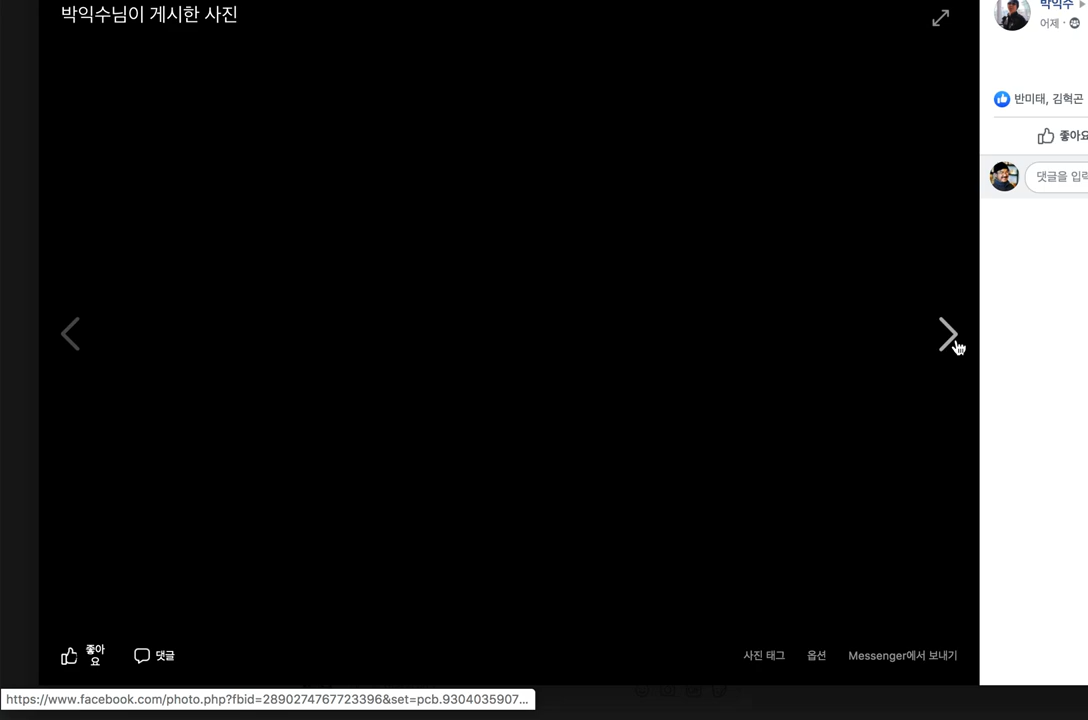 박익수님이 게시한 사진
박익수
어제
반미태, 김혁곤
좋아요
댓글을 입력
좋아
요
댓글
사진 태그
옵션
Messenger에서 보내기
https://www.facebook.com/photo.php?fbid=2890274767723396&set=pcb.9304035907...